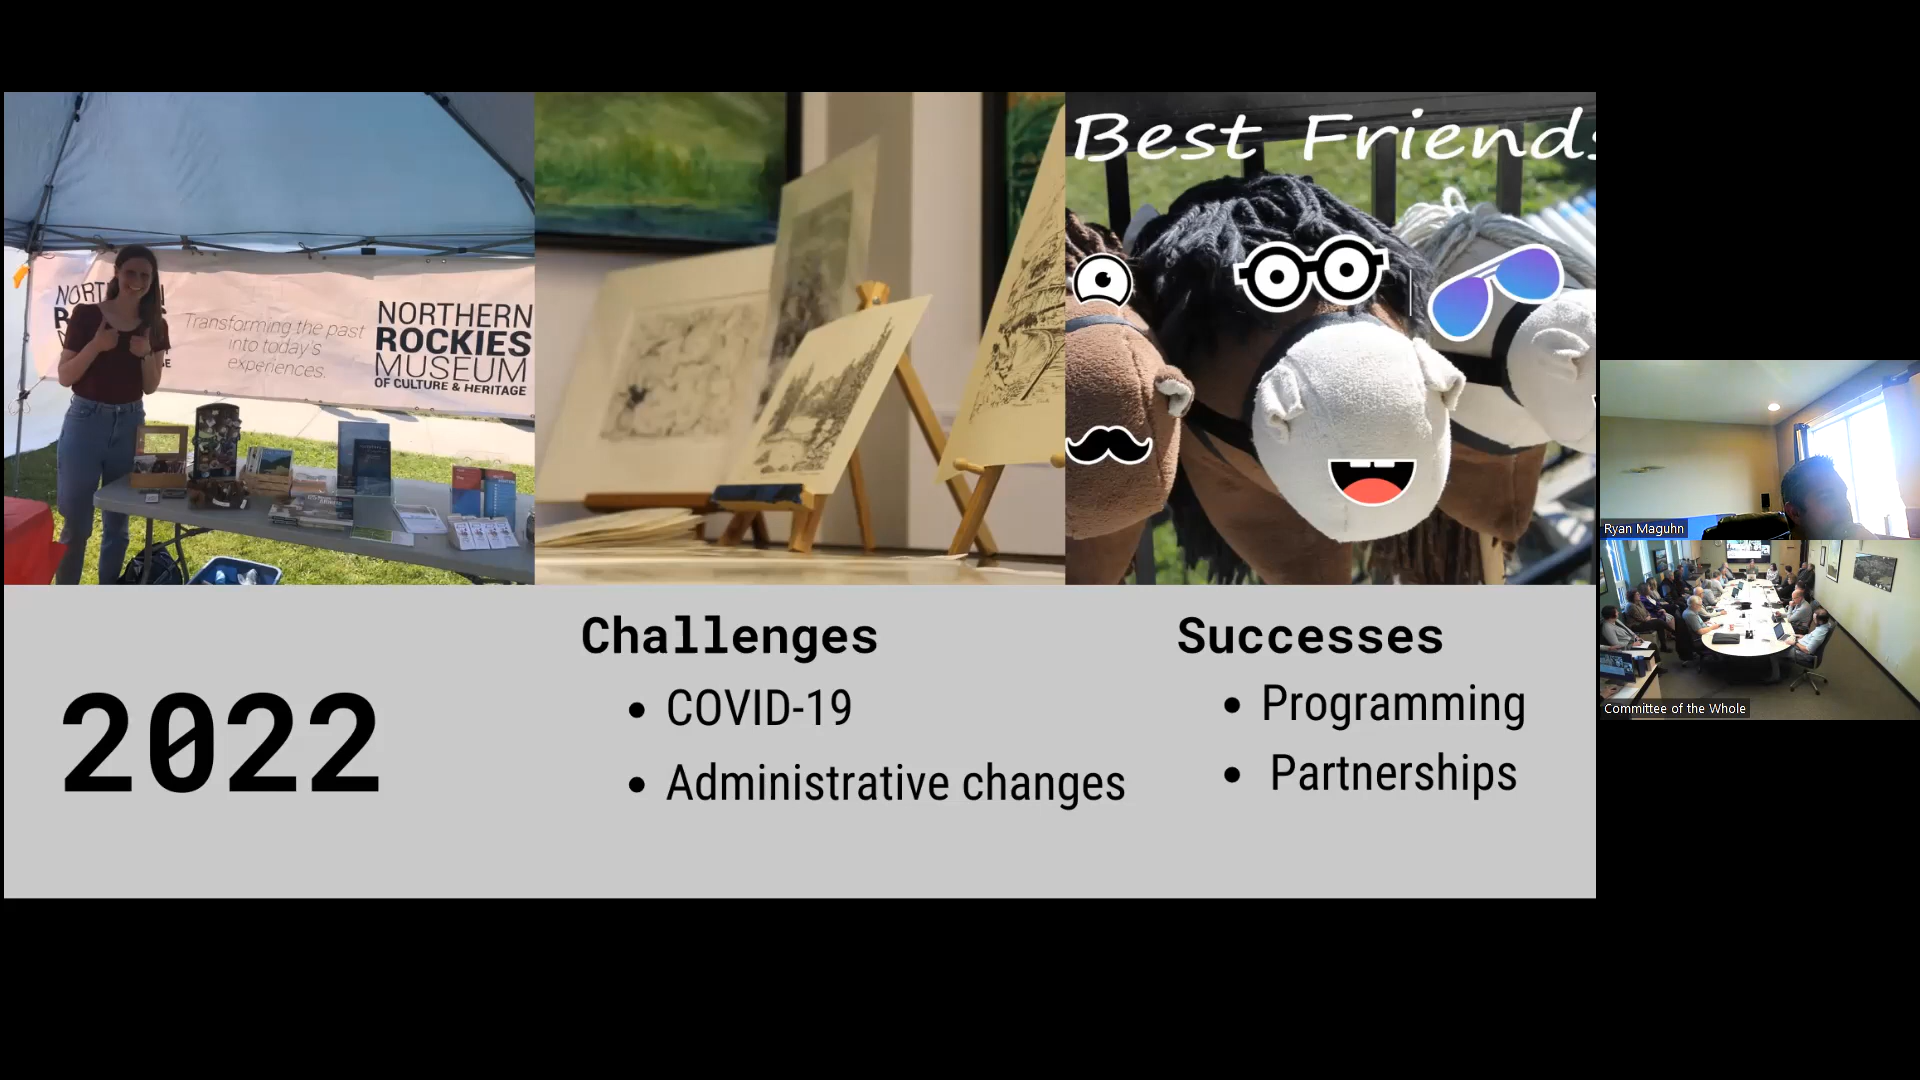 Best Friends
NORTHERN
ROCKIES
MUSEUM
OF CULTURE & HERITAGE
Transforming the past
into today's
experiences.
2022
Challenges
• COVID-19
• Administrative changes
Successes
• Programming
• Partnerships
Ryan Maguhn
Committee of the Whole